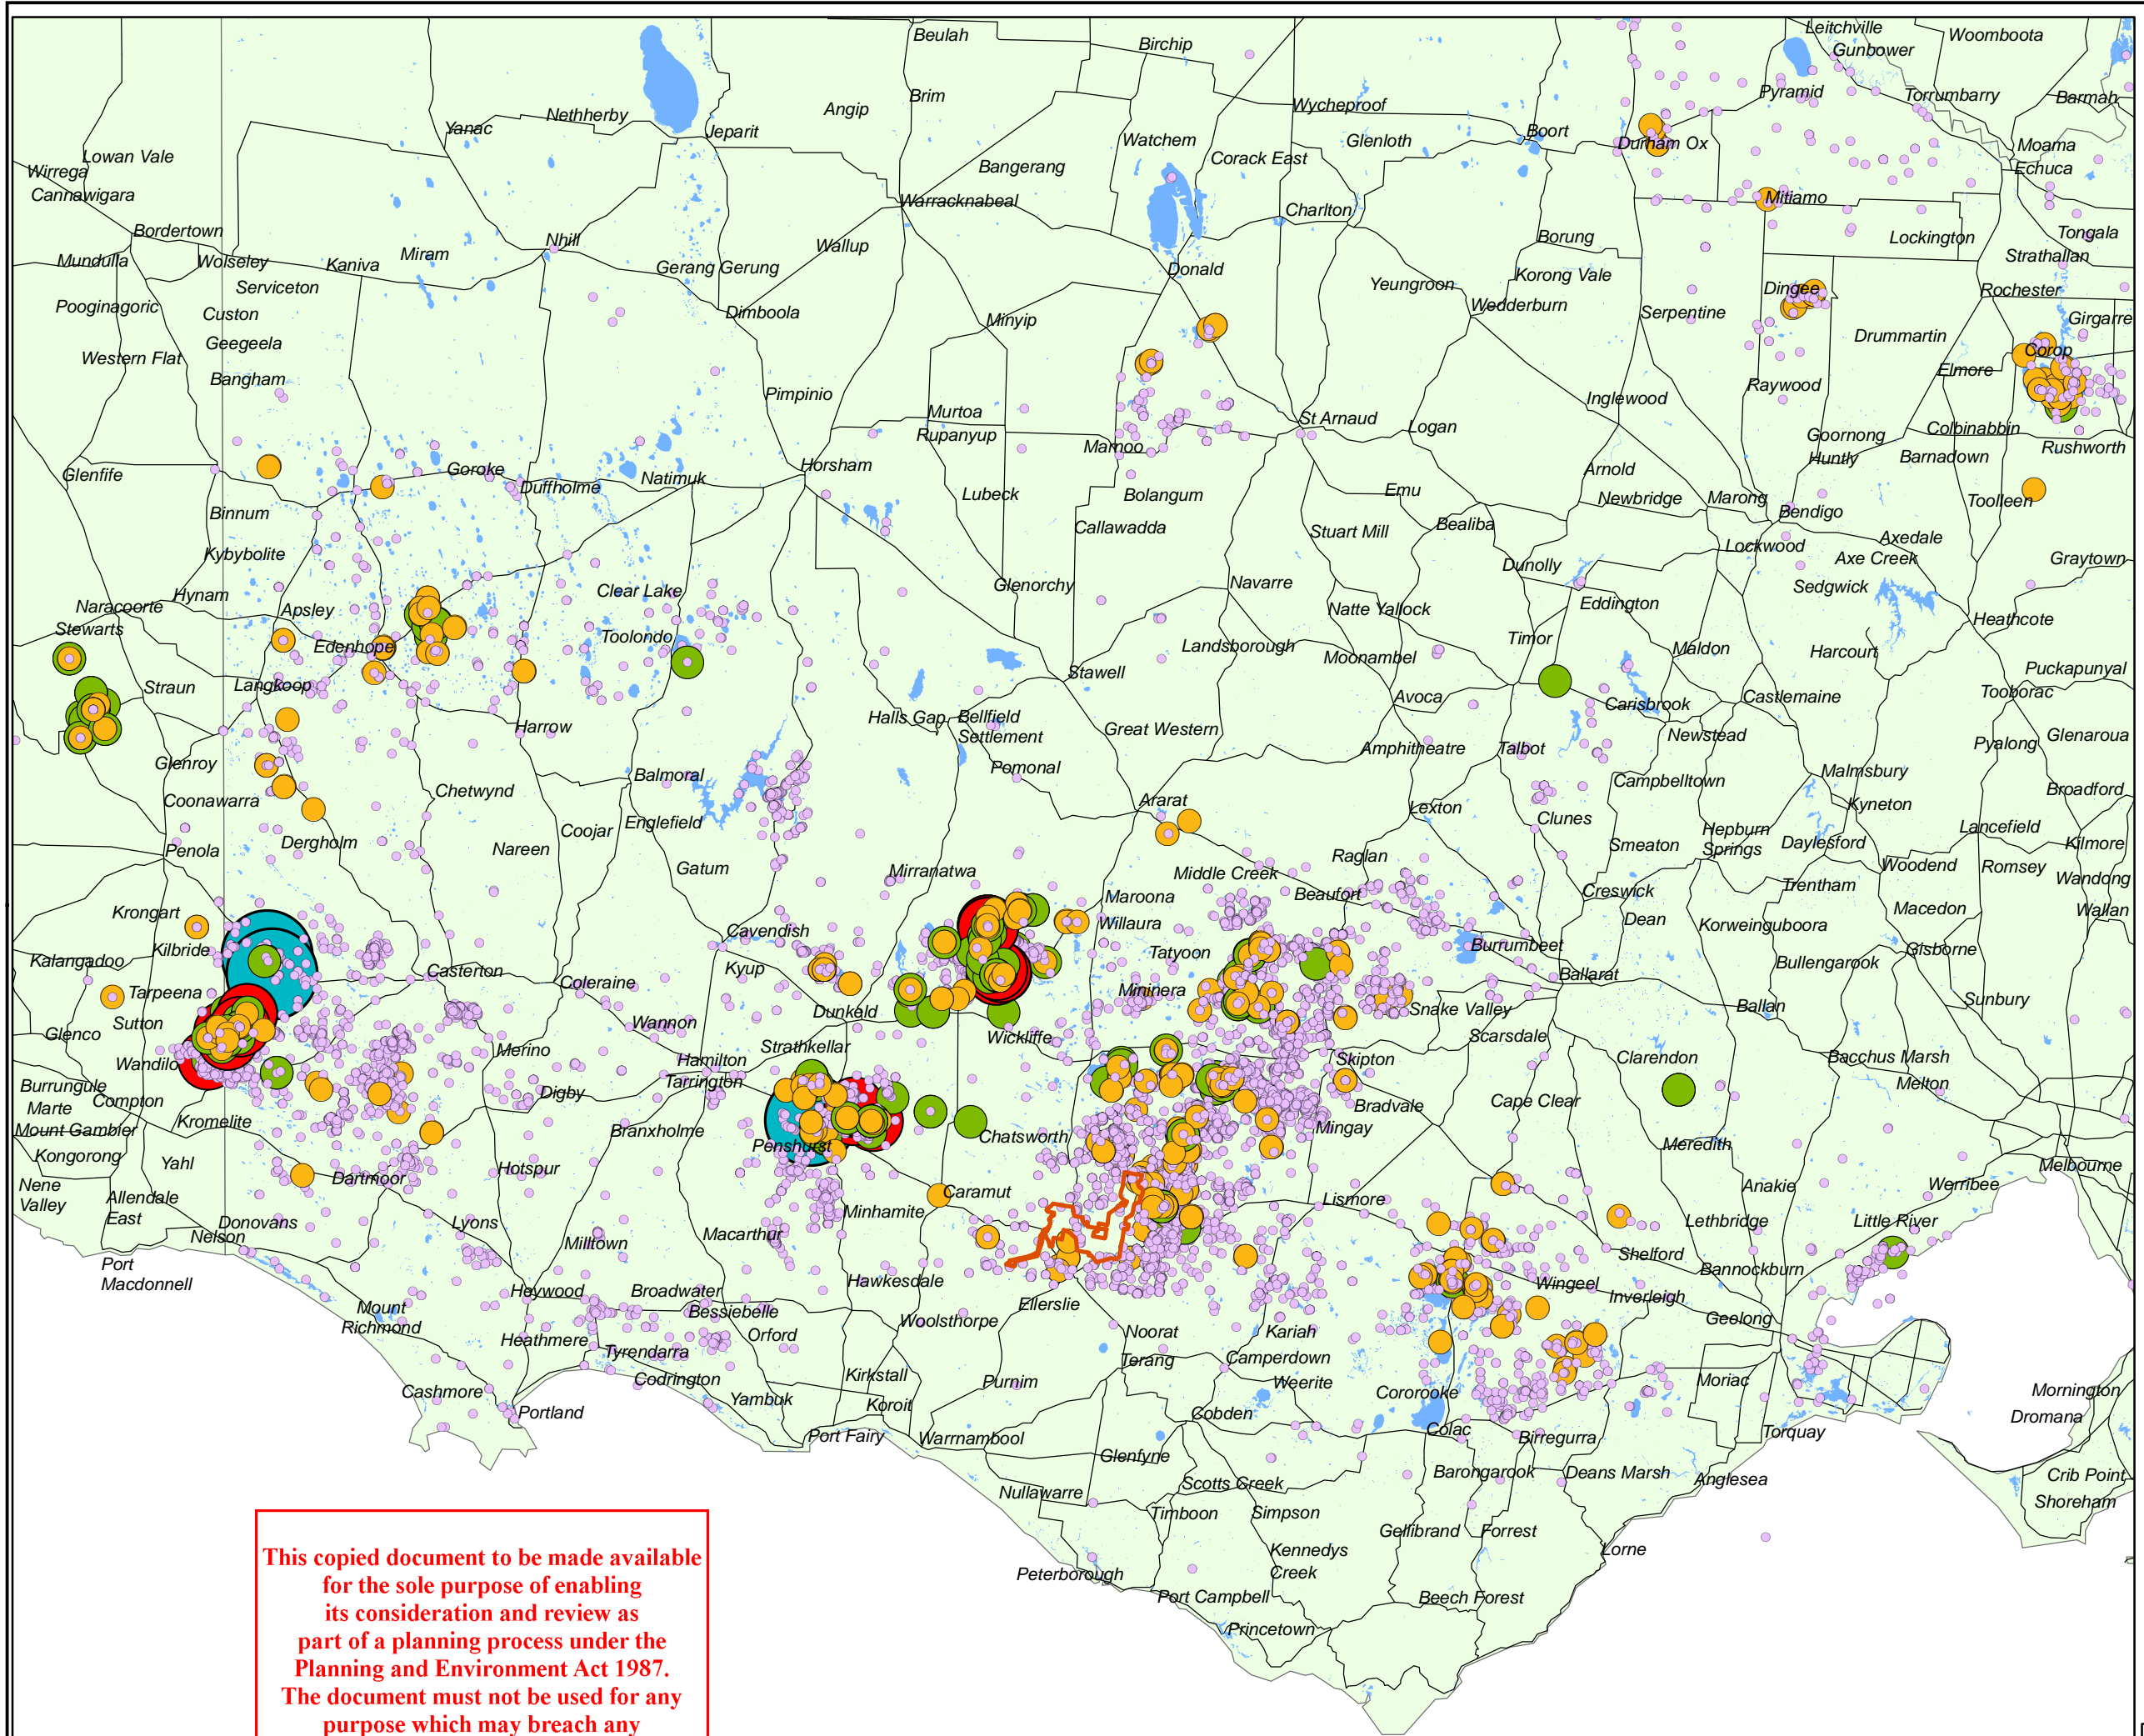 Beulah
Birchip
Leitchville
Gunbower
Woomboota
Angip
Brim
Wycheproof
Pyramid
Torrumbarry
Barmah
Nethherby
Yanac
Jeparit
Watchem
Glenloth
Boort
Durham Ox
Moama
Echuca
Lowan Vale
Wirrega
Cannawigara
Bangerang
Corack East
Warracknabeal
Charlton
Mitiamo
Bordertown
Nhill
Miram
Wallup
Borung
Lockington
Tongala
Strathallan
Mundulla
Wolseley
Kaniva
Gerang Gerung
Donald
Yeungroon
Korong Vale
Serviceton
Dingee
Rochester
Pooginagoric
Custon
Dimboola
Minyip
Wedderburn
Serpentine
Girgarre
Geegeela
Western Flat
Drummartin
Corop
Bangham
Pimpinio
Elmore
Raywood
Inglewood
Murtoa
Rupanyup
Marnoo
St Arnaud
Logan
Goornong
Huntly
Colbinabbin
Barnadown
Rushworth
Glenfife
Goroke
Duffholme
Natimuk
Horsham
Lubeck
Bolangum
Emu
Arnold
Newbridge
Marong
Bendigo
Toolleen
Binnum
Callawadda
Stuart Mill
Bealiba
Lockwood
Axedale
Axe Creek
Graytown
Kybybolite
Dunolly
Sedgwick
Hynam
Naracoorte
Stewarts
Apsley
Clear Lake
Glenorchy
Navarre
Natte Yallock
Eddington
Heathcote
Edenhope
Toolondo
Landsborough
Moonambel
Timor
Maldon
Harcourt
Puckapunyal
Straun
Langkoop
Stawell
Avoca
Carisbrook
Castlemaine
Tooborac
Harrow
Halls Gap
Bellfield
Settlement
Great Western
Amphitheatre
Talbot
Newstead
Pyalong
Glenaroua
Glenroy
Balmoral
Pomonal
Campbelltown
Malmsbury
Broadford
Coonawarra
Chetwynd
Ararat
Lexton
Kyneton
Dergholm
Coojar
Englefield
Clunes
Hepburn
Springs
Daylesford
Lancefield
Kilmore
Penola
Nareen
Gatum
Mirranatwa
Middle Creek
Raglan
Smeaton
Woodend
Romsey
Wandong
Krongart
Maroona
Willaura
Beaufort
Creswick
Trentham
Macedon
Wallan
Dean
Korweinguboora
Kilbride
Kalangadoo
Cavendish
Kyup
Tatyoon
Burrumbeet
Gisborne
Bullengarook
Casterton
Coleraine
Ballarat
Tarpeena
Dunkeld
Mininera
Snake Valley
Ballan
Sunbury
Sutton
Glenco
Wannon
Wickliffe
Scarsdale
Wandilo
Merino
Hamilton
Strathkellar
Skipton
Clarendon
Bacchus Marsh
Tarrington
Melton
Burrungule
Compton
Marte
Mount Gambier
Kromelite
Digby
Branxholme
Bradvale
Cape Clear
Mingay
Penshurst
Chatsworth
Meredith
Kongorong
Yahl
Hotspur
Melbourne
Dartmoor
Nene
Valley
Allendale
East
Caramut
Lismore
Anakie
Werribee
Donovans
Nelson
Lyons
Milltown
Macarthur
Minhamite
Lethbridge
Little River
Port
Macdonnell
Heywood
Broadwater
Hawkesdale
Shelford
Bannockburn
Wingeel
Inverleigh
Mount
Richmond
Bessiebelle
Ellerslie
Geelong
Heathmere
Orford
Woolsthorpe
Noorat
Kariah
Tyrendarra
Terang
Camperdown
Weerite
Cashmore
Codrington
Kirkstall
Purnim
Cororooke
Moriac
Mornington
Portland
Yambuk
Koroit
Cobden
Dromana
Port Fairy
Warrnambool
Colac
Birregurra
Torquay
Glenfyne
Barongarook
Deans Marsh
Anglesea
Crib Point
Nullawarre
Scotts Creek
Shoreham
Timboon
Simpson
Gellibrand
Forrest
Lorne
Kennedys
Creek
Peterborough
Port Campbell
Beech Forest
Princetown
This copied document to be made available
for the sole purpose of enabling
its consideration and review as
part of a planning process under the
Planning and Environment Act 1987.
The document must not be used for any
purpose which may breach any